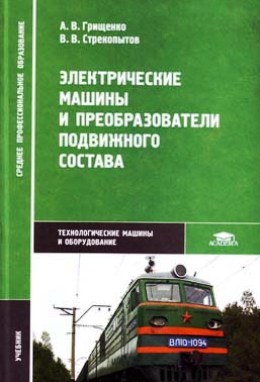 А. В. Грищенко
В. В. Стрекопытов
ЭЛЕКТРИЧЕСКИЕ
МАШИНЫ
И ПРЕОБРАЗОВАТЕЛИ
ПОДВИЖНОГО
СОСТАВА
ACADEMA
ТЕХНОЛОГИЧЕСКИЕ МАШИНЫ
И ОБОРУДОВАНИЕ
ВЛ10-1094
СРЕДНЕЕ ПРОФЕССИОНАЛЬНОЕ ОБРАЗОВАНИЕ
УЧЕБНИК